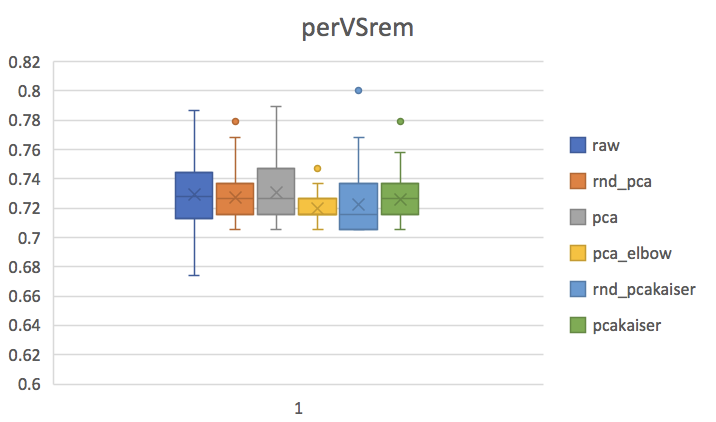 perVSrem
0.82
0.8
0.78
0.76
0.74
0.72
0.7
0.68
0.66
0.64
0.62
0.6
1
raw
rnd_pca
pca
pca_elbow
rnd_pcakaiser
pcakaiser